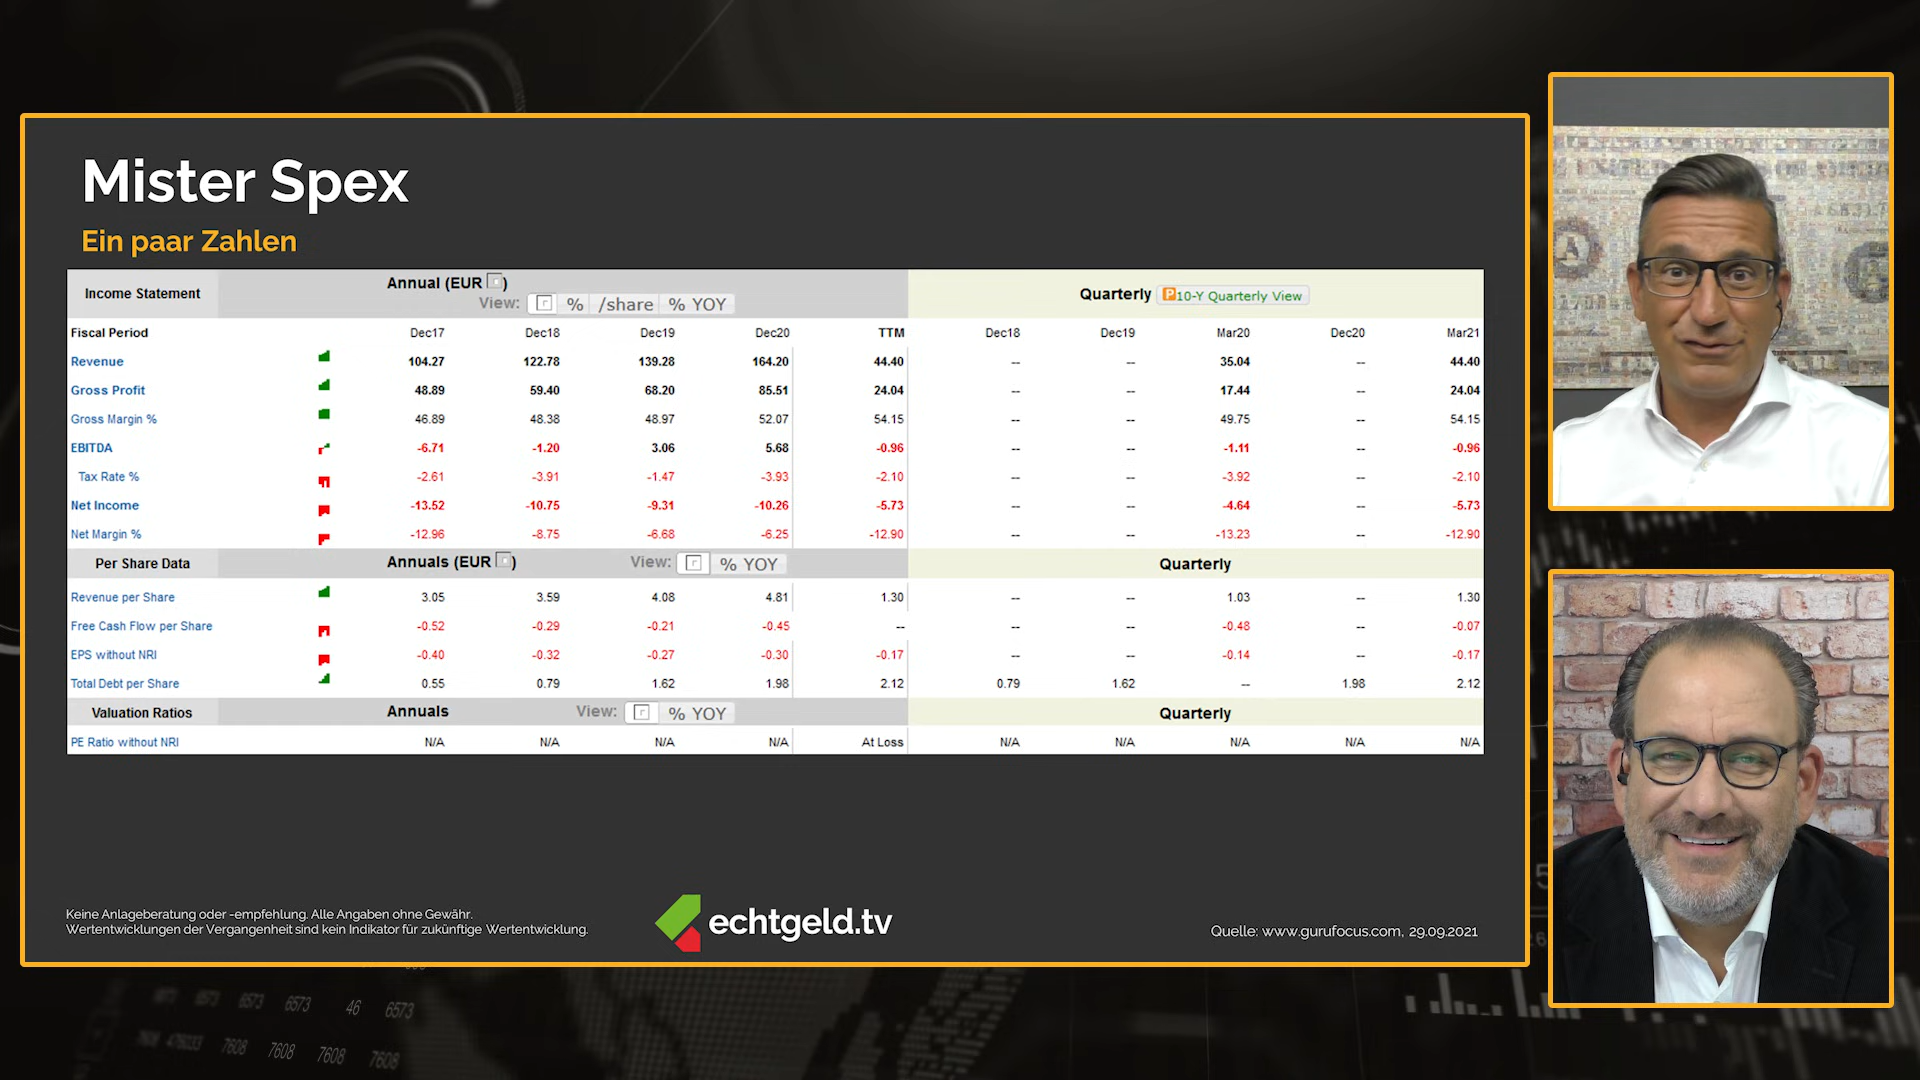 Mister Spex
Ein paar Zahlen
Income Statement Annual (EUR ) Quarterly P10-Y Quarterly View
View: % /share % YOY
Fiscal Period Dec17 Dec18 Dec19 Dec20 TTM Dec18 Dec19 Mar20 Dec20 Mar21
Revenue 104.27 122.78 139.28 164.20 44.40 -- -- 35.04 -- 44.40
Gross Profit 48.89 59.40 68.20 85.51 24.04 -- -- 17.44 -- 24.04
Gross Margin % 46.89 48.38 48.97 52.07 54.15 -- -- 49.75 -- 54.15
EBITDA -6.71 -1.20 3.06 5.68 -0.96 -- -- -1.11 -- -0.96
Tax Rate % -2.61 -3.91 -1.47 -3.93 -2.10 -- -- -3.92 -- -2.10
Net Income -13.52 -10.75 -9.31 -10.26 -5.73 -- -- -4.64 -- -5.73
Net Margin % -12.96 -8.75 -6.68 -6.25 -12.90 -- -- -13.23 -- -12.90
Per Share Data Annuals (EUR ) View: % YOY Quarterly
Revenue per Share 3.05 3.59 4.08 4.81 1.30 -- -- 1.03 -- 1.30
Free Cash Flow per Share -0.52 -0.29 -0.21 -0.45 -- -- -- -0.48 -- -0.07
EPS without NRI -0.40 -0.32 -0.27 -0.30 -0.17 -- -- -0.14 -- -0.17
Total Debt per Share 0.55 0.79 1.62 1.98 2.12 0.79 1.62 -- 1.98 2.12
Valuation Ratios Annuals View: % YOY Quarterly
PE Ratio without NRI N/A N/A N/A N/A At Loss N/A N/A N/A N/A N/A
Keine Anlageberatung oder -empfehlung. Alle Angaben ohne Gewähr.
Wertentwicklungen der Vergangenheit sind kein Indikator für zukünftige Wertentwicklung.
echtgeld.tv
Quelle: www.gurufocus.com, 29.09.2021
6573 6573 46 6573
7608 7608 7608 7608